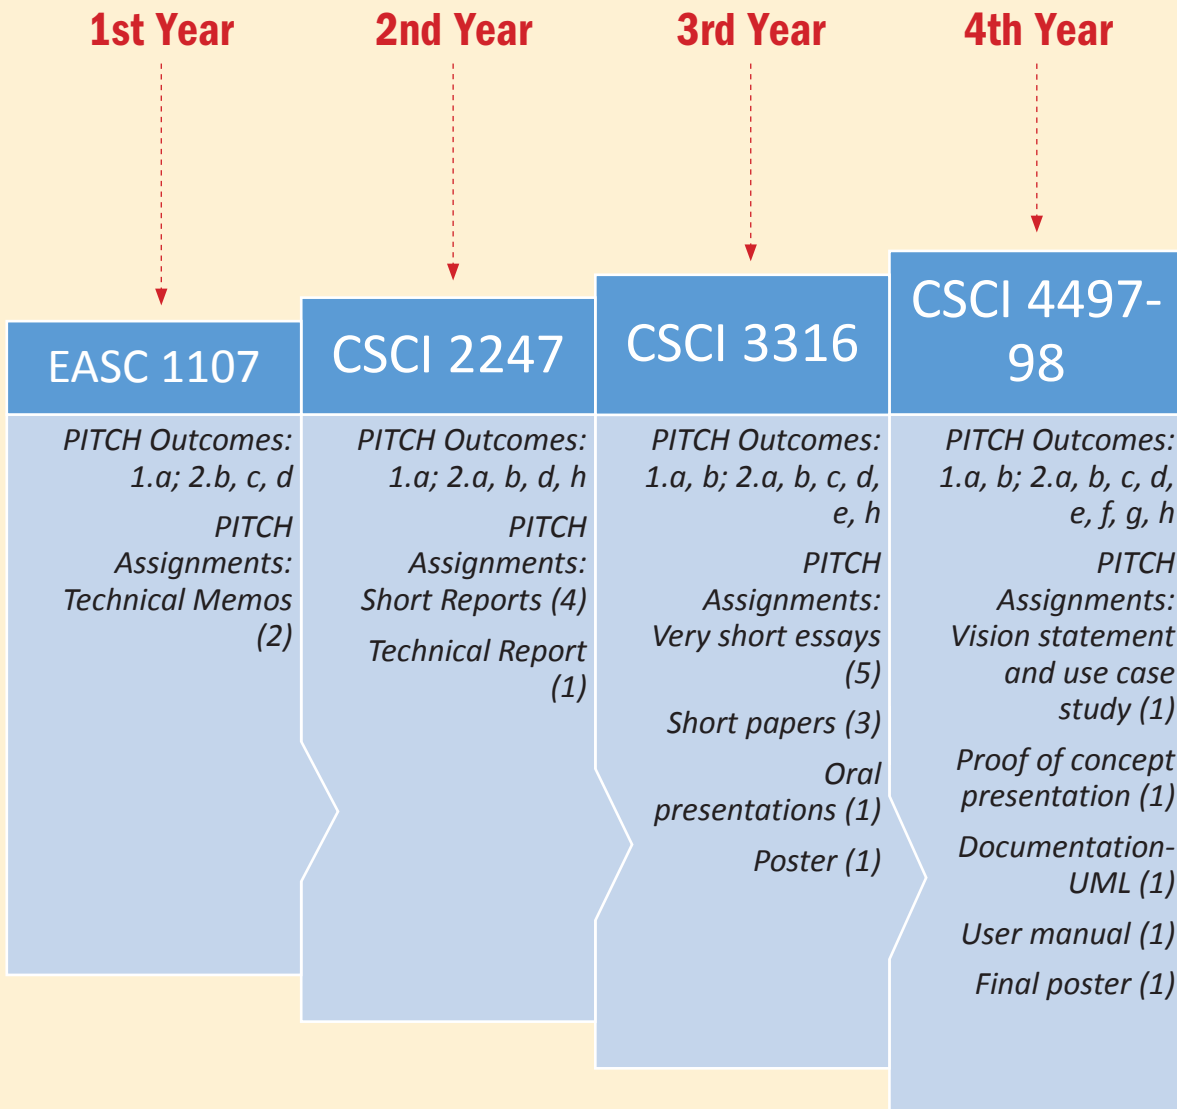 1st Year
2nd Year
3rd Year
4th Year
EASC 1107
PITCH Outcomes:
1.a; 2.b, c, d
PITCH
Assignments:
Technical Memos
(2)
CSCI 2247
PITCH Outcomes:
1.a; 2.a, b, d, h
PITCH
Assignments:
Short Reports (4)
Technical Report
(1)
CSCI 3316
PITCH Outcomes:
1.a, b; 2.a, b, c, d,
e, h
PITCH
Assignments:
Very short essays
(5)
Short papers (3)
Oral
presentations (1)
Poster (1)
CSCI 4497-
98
PITCH Outcomes:
1.a, b; 2.a, b, c, d,
e, f, g, h
PITCH
Assignments:
Vision statement
and use case
study (1)
Proof of concept
presentation (1)
Documentation-
UML (1)
User manual (1)
Final poster (1)